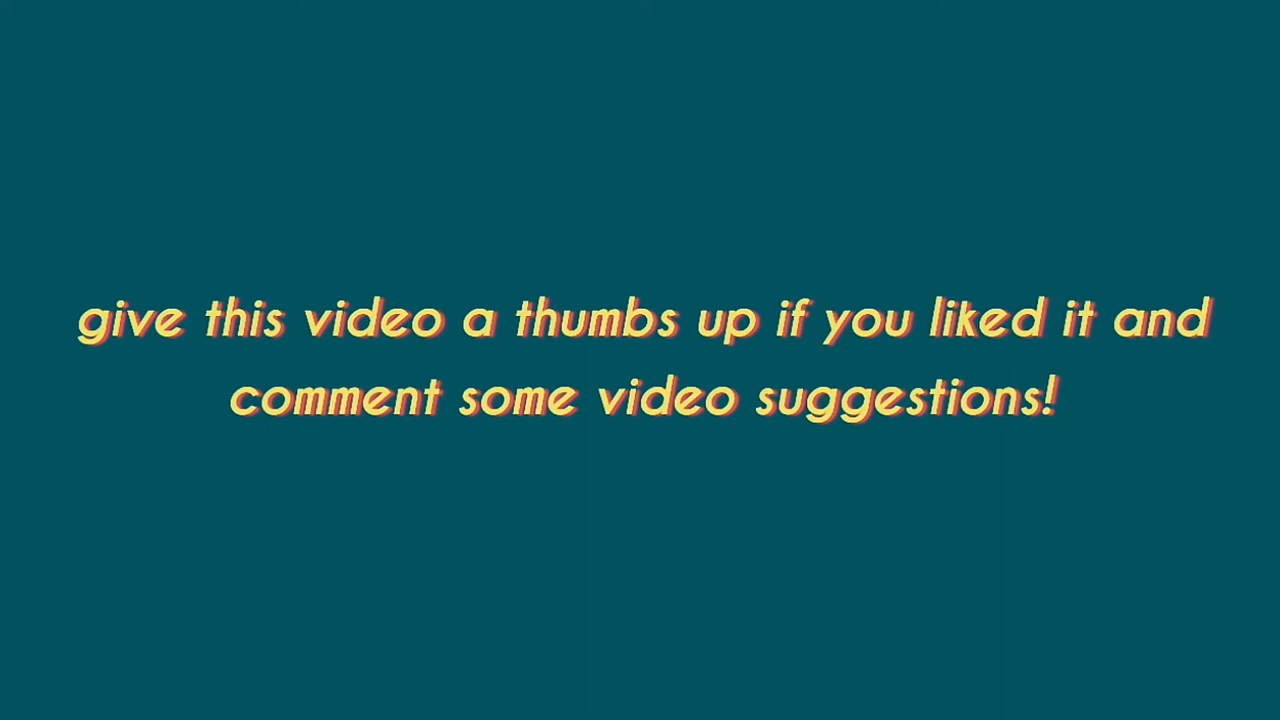 give this video a thumbs up if you liked it and
comment some video suggestions!